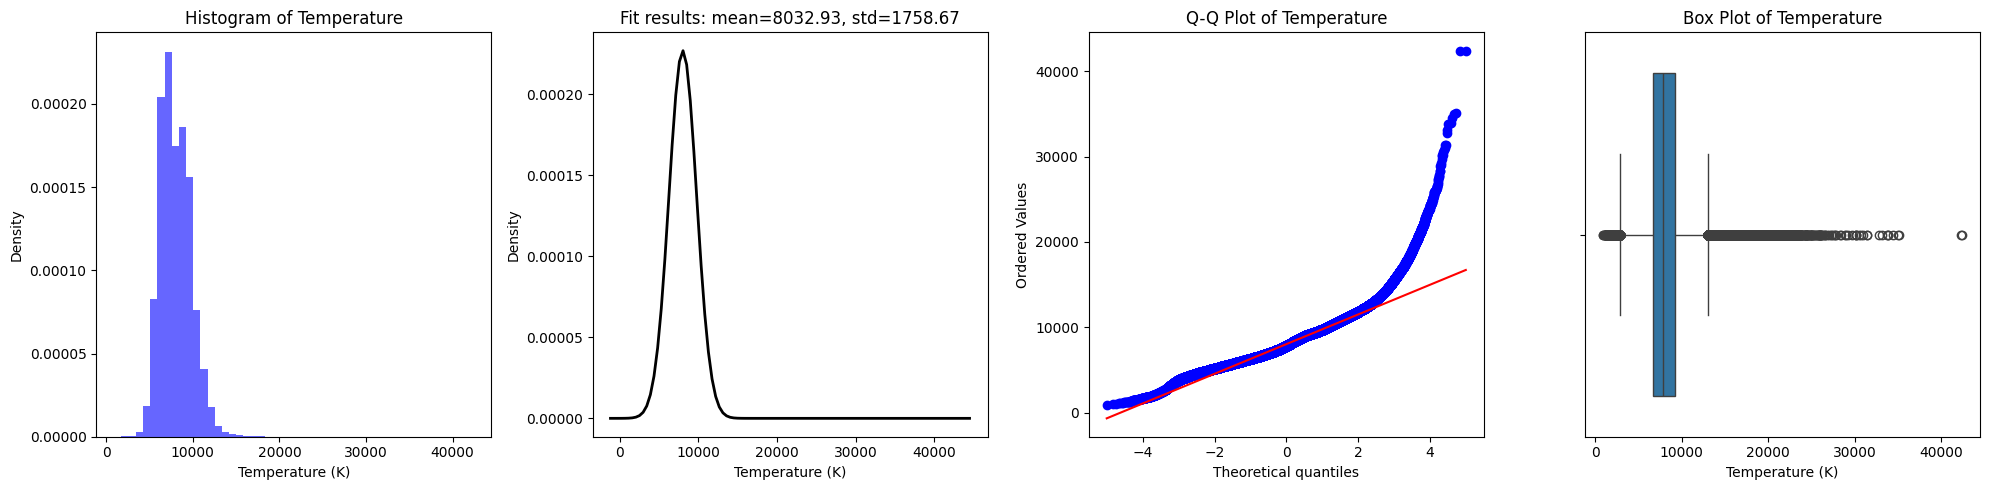 Histogram of Temperature
Density
0.00020
0.00015
0.00010
0.00005
0.00000
0 10000 20000 30000 40000
Temperature (K)
Fit results: mean=8032.93, std=1758.67
Density
0.00020
0.00015
0.00010
0.00005
0.00000
0 10000 20000 30000 40000
Temperature (K)
Q-Q Plot of Temperature
Ordered Values
40000
30000
20000
10000
0
−4 −2 0 2 4
Theoretical quantiles
Box Plot of Temperature
0 10000 20000 30000 40000
Temperature (K)